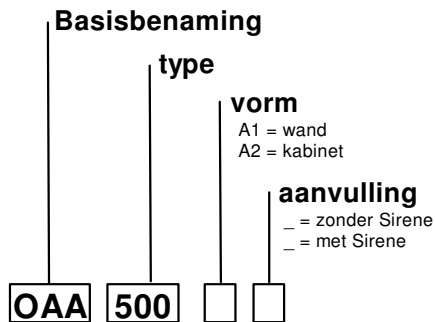 Basisbenaming
type
vorm
A1 = wand
A2 = kabinet
aanvulling
_ = zonder Sirene
_ = met Sirene
OAA 500